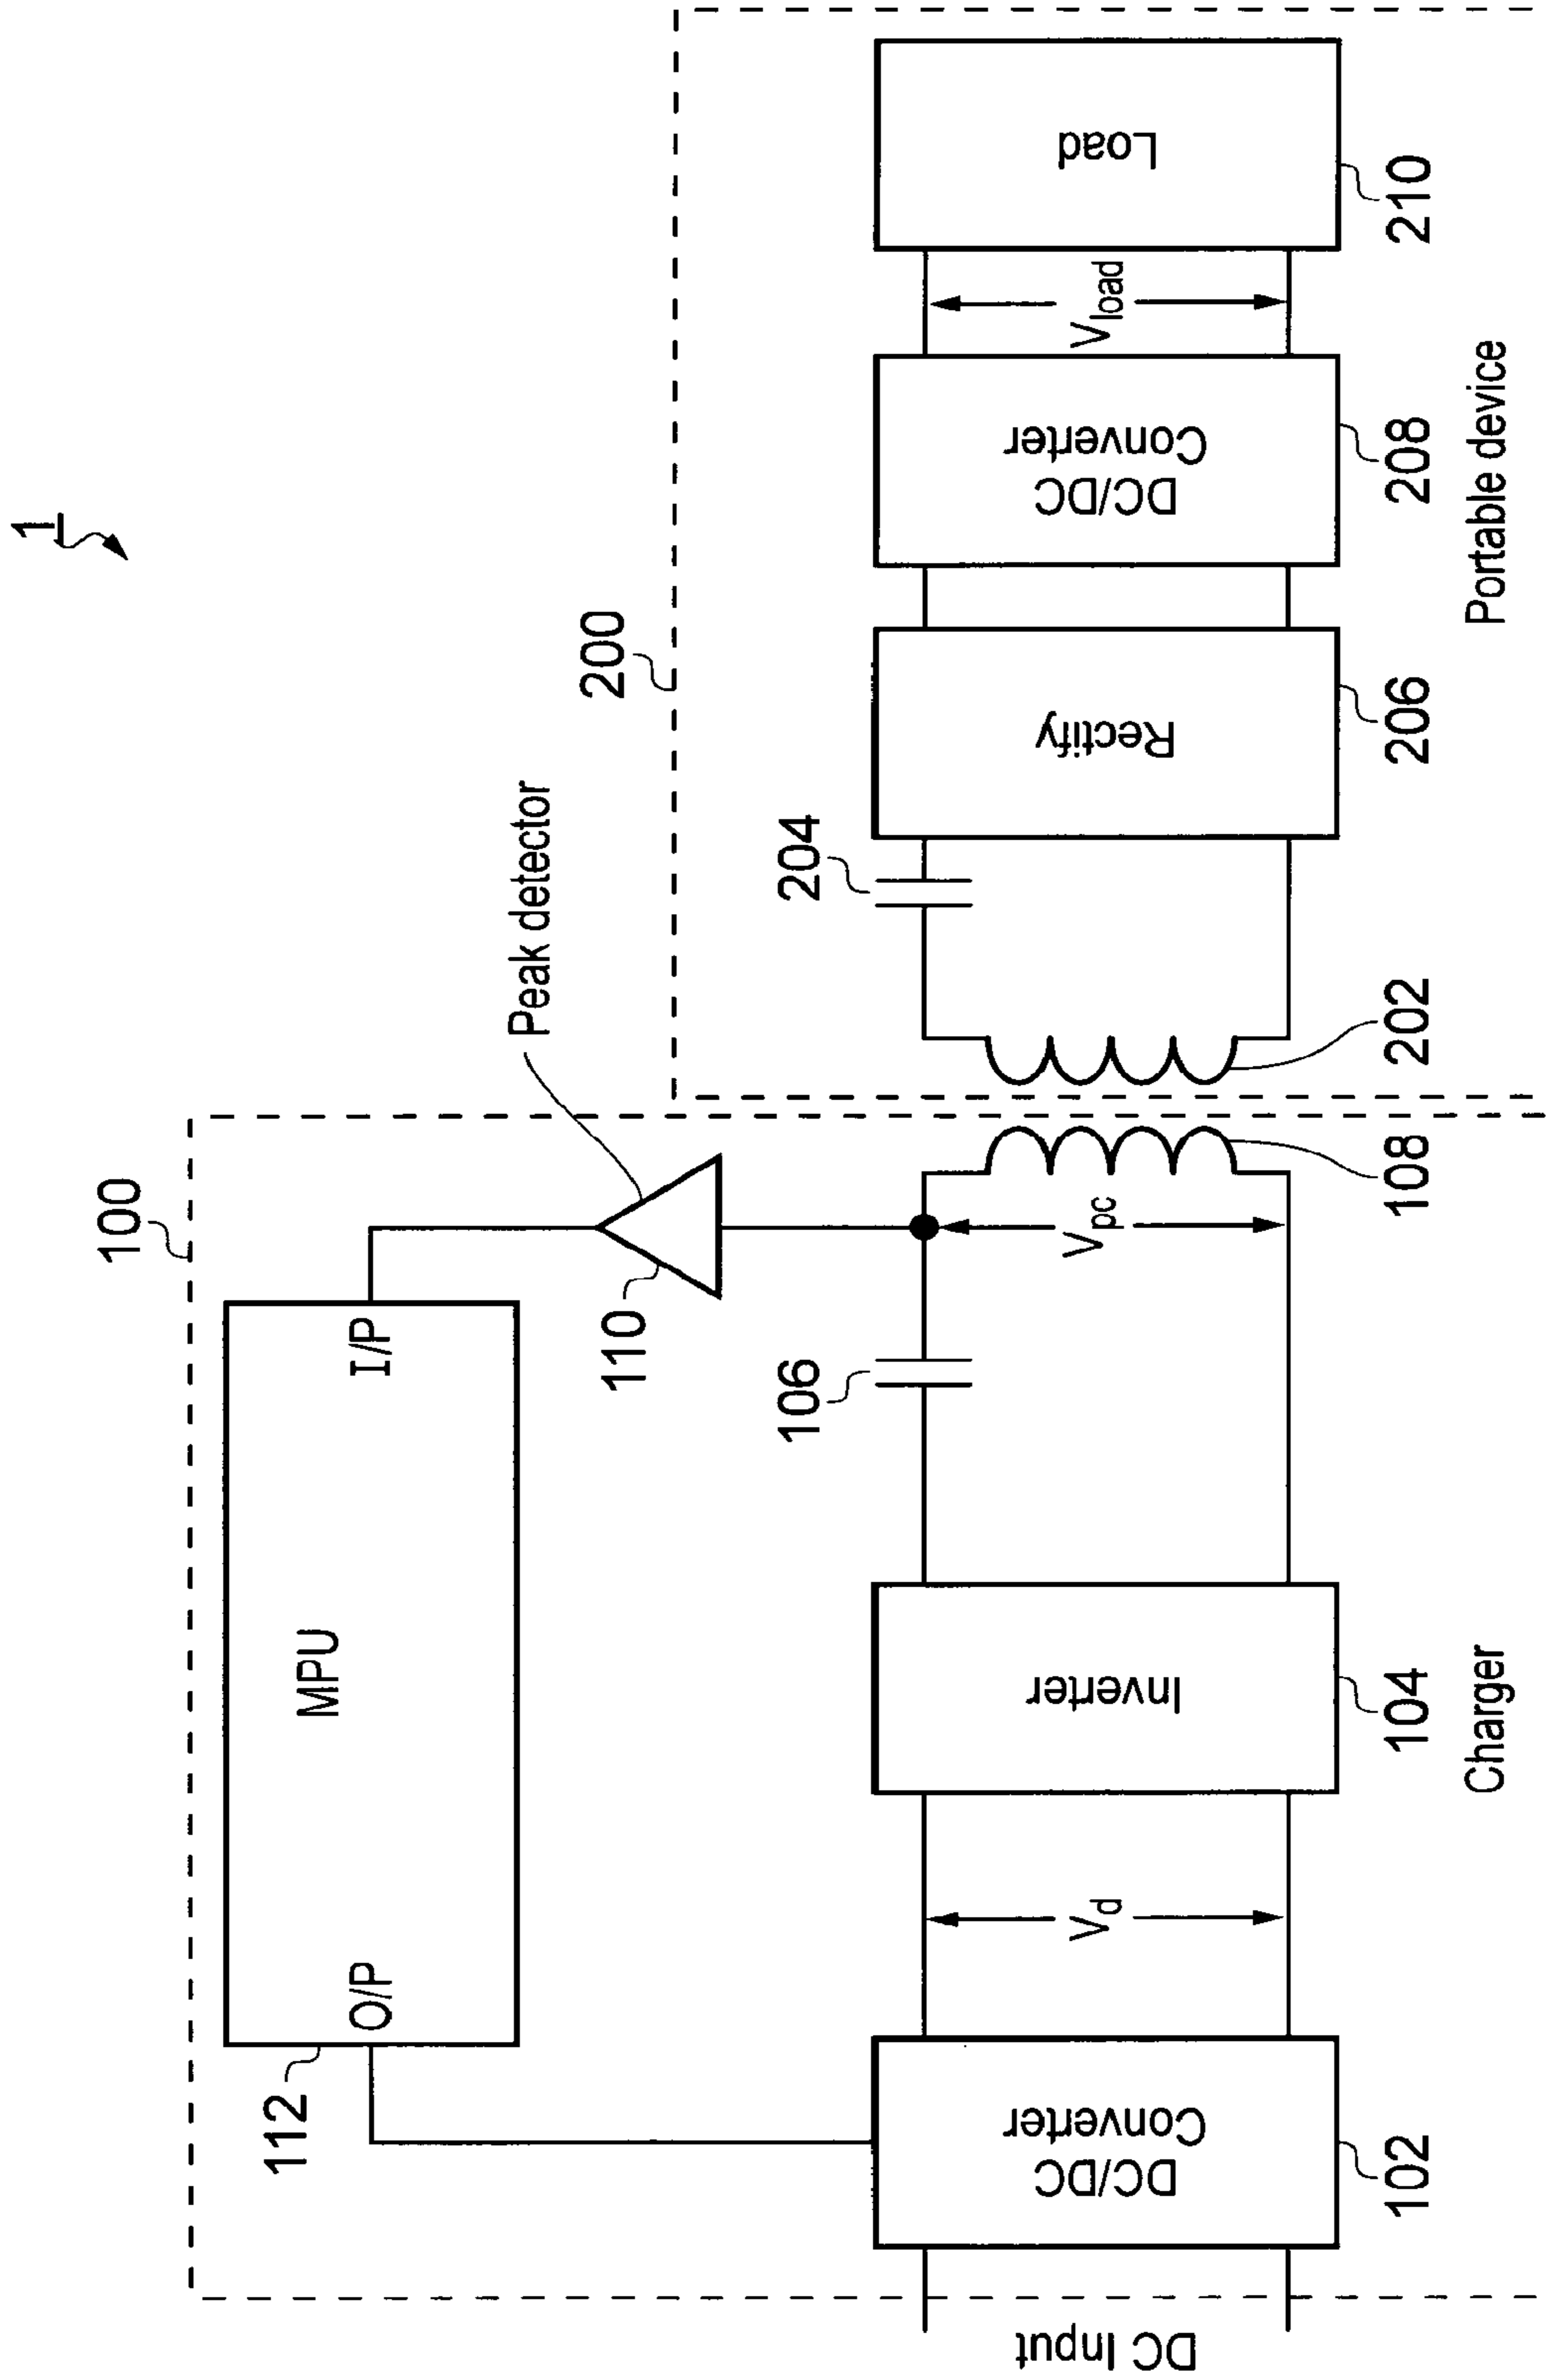 1
100
112
MPU
O/P
I/P
Peak detector
110
200
DC Input
DC/DC
Converter
102
Vd
Inverter
104
106
Vpc
108
202
204
Rectify
206
DC/DC
Converter
208
Vload
Load
210
Charger
Portable device